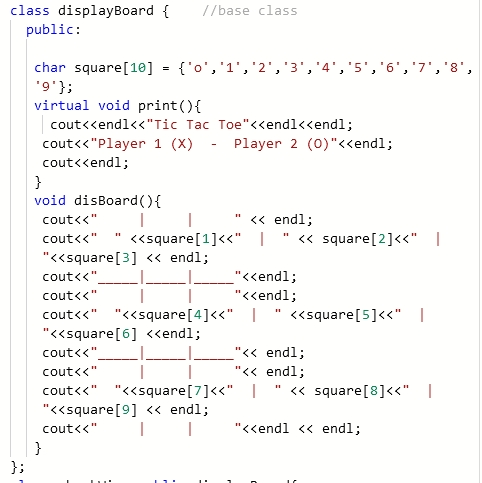 class displayBoard {    //base class
  public:
   char square[10] = {'o','1','2','3','4','5','6','7','8',
   '9'};
   virtual void print(){
     cout<<endl<<"Tic Tac Toe"<<endl<<endl;
    cout<<"Player 1 (X)  -  Player 2 (O)"<<endl;
    cout<<endl;
   }
   void disBoard(){
    cout<<"     |     |     " << endl;
    cout<<"  " <<square[1]<<"  |  " << square[2]<<"  |
    "<<square[3] << endl;
    cout<<"_____|_____|_____"<<endl;
    cout<<"     |     |     "<<endl;
    cout<<"  "<<square[4]<<"  |  " <<square[5]<<"  |
    "<<square[6] <<endl;
    cout<<"_____|_____|_____"<< endl;
    cout<<"     |     |     "<< endl;
    cout<<"  "<<square[7]<<"  |  " << square[8]<<"  |
    "<<square[9] << endl;
    cout<<"     |     |     "<<endl << endl;
   }
};